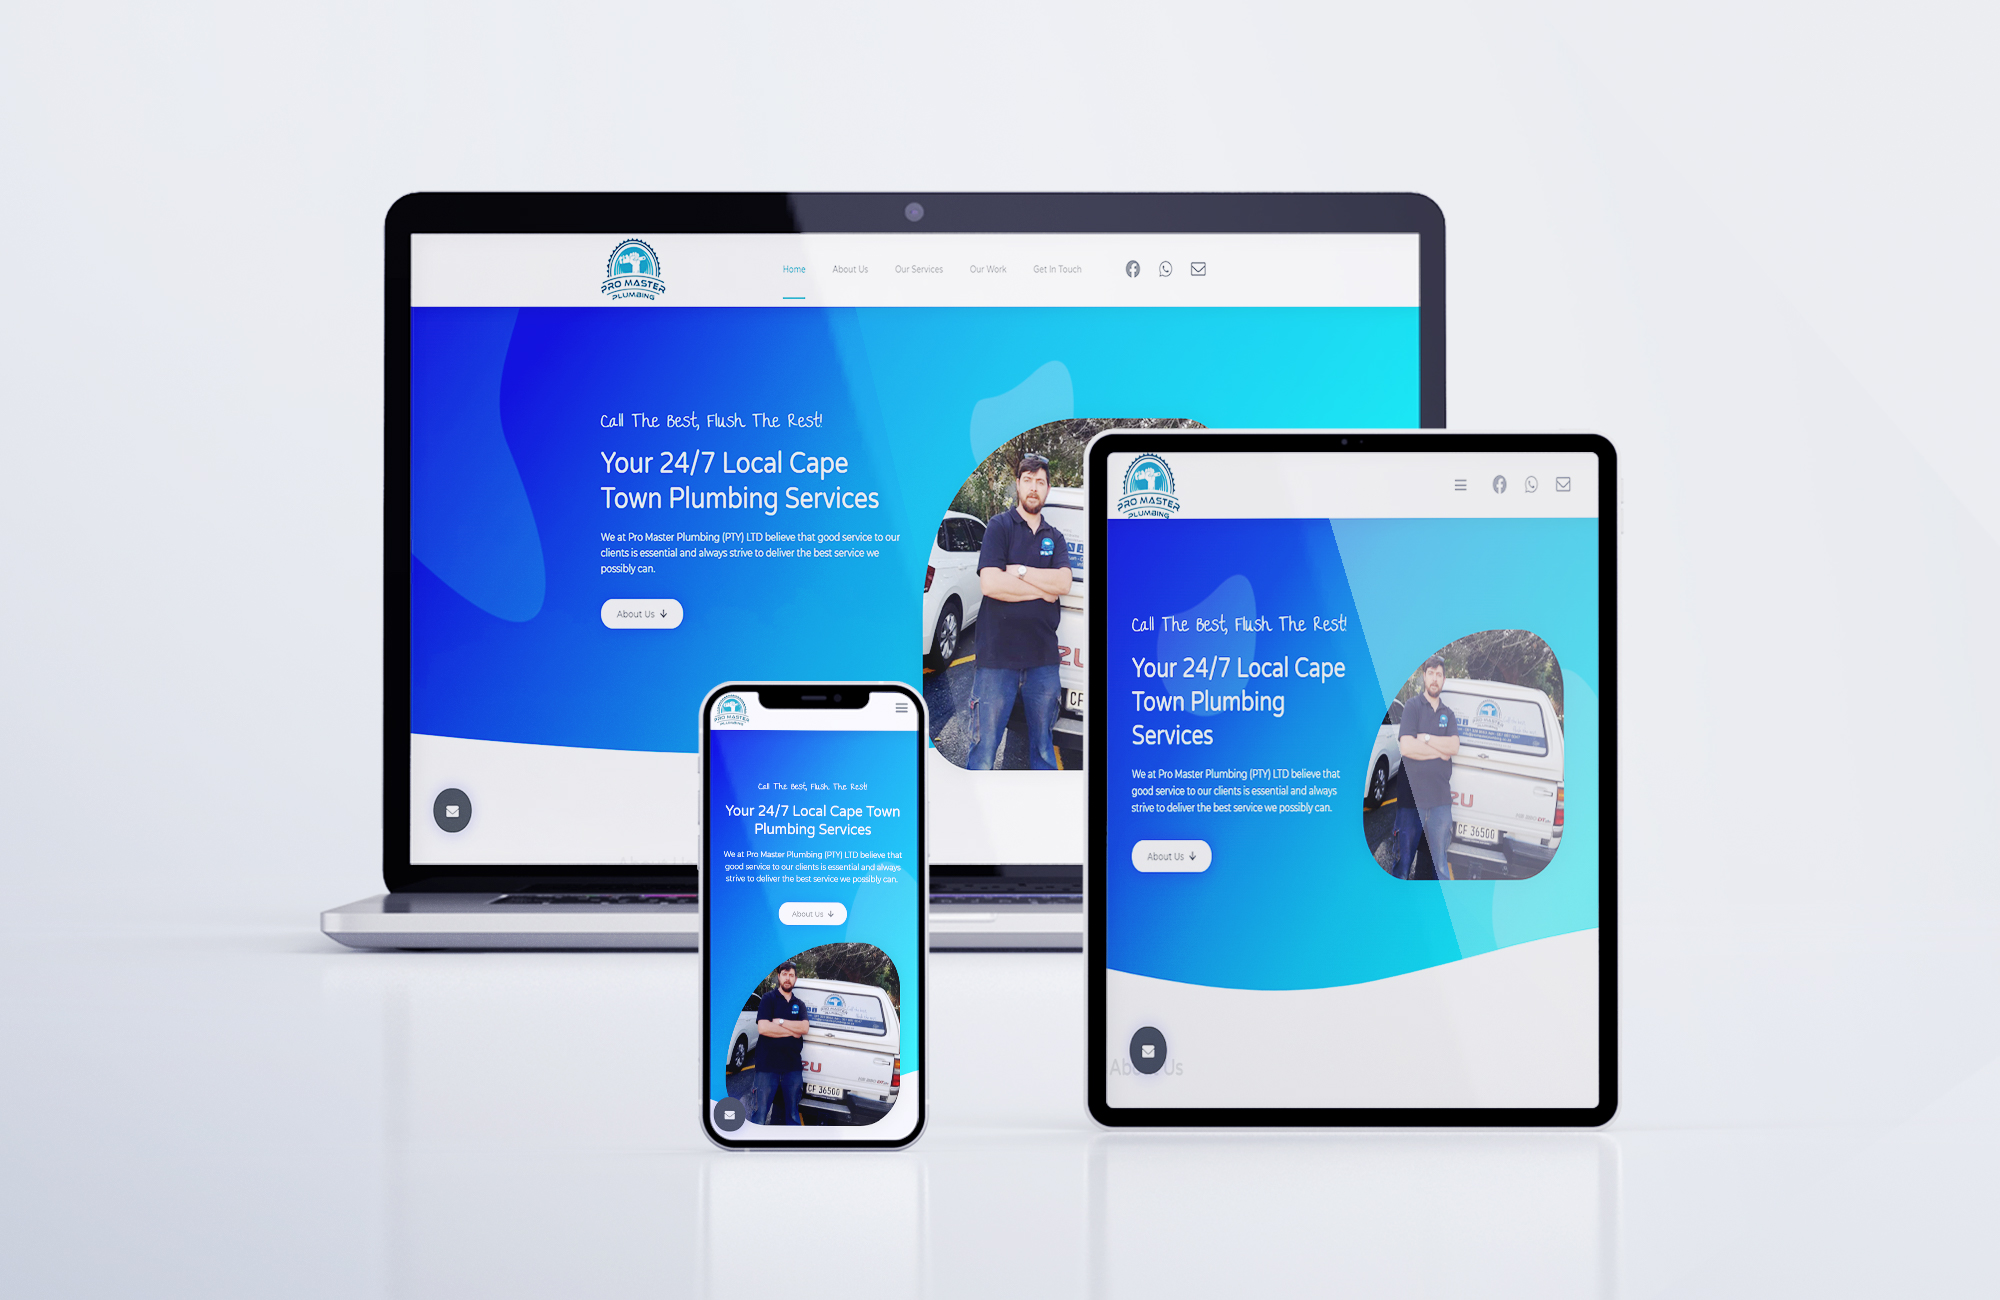 PRO MASTER
PLUMBING
Home
About Us
Our Services
Our Work
Get In Touch
Call The Best, Flush The Rest!
Your 24/7 Local Cape
Town Plumbing Services
We at Pro Master Plumbing (PTY) LTD believe that good service to our
clients is essential and always strive to deliver the best service we
possibly can.
About Us
CF
PRO MASTER
PLUMBING
Call The Best, Flush The Rest!
Your 24/7 Local Cape Town
Plumbing Services
We at Pro Master Plumbing (PTY) LTD believe that
good service to our clients is essential and always
strive to deliver the best service we possibly can.
About Us
CF 36500
PRO MASTER
PLUMBING
Call The Best, Flush The Rest!
Your 24/7 Local Cape
Town Plumbing
Services
We at Pro Master Plumbing (PTY) LTD believe that
good service to our clients is essential and always
strive to deliver the best service we possibly can.
About Us
CF 36500